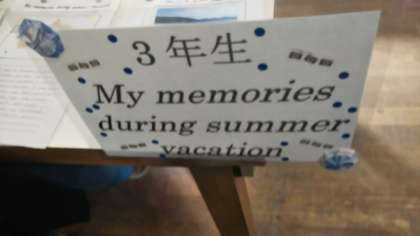 3年生
My memories
during summer
vacation